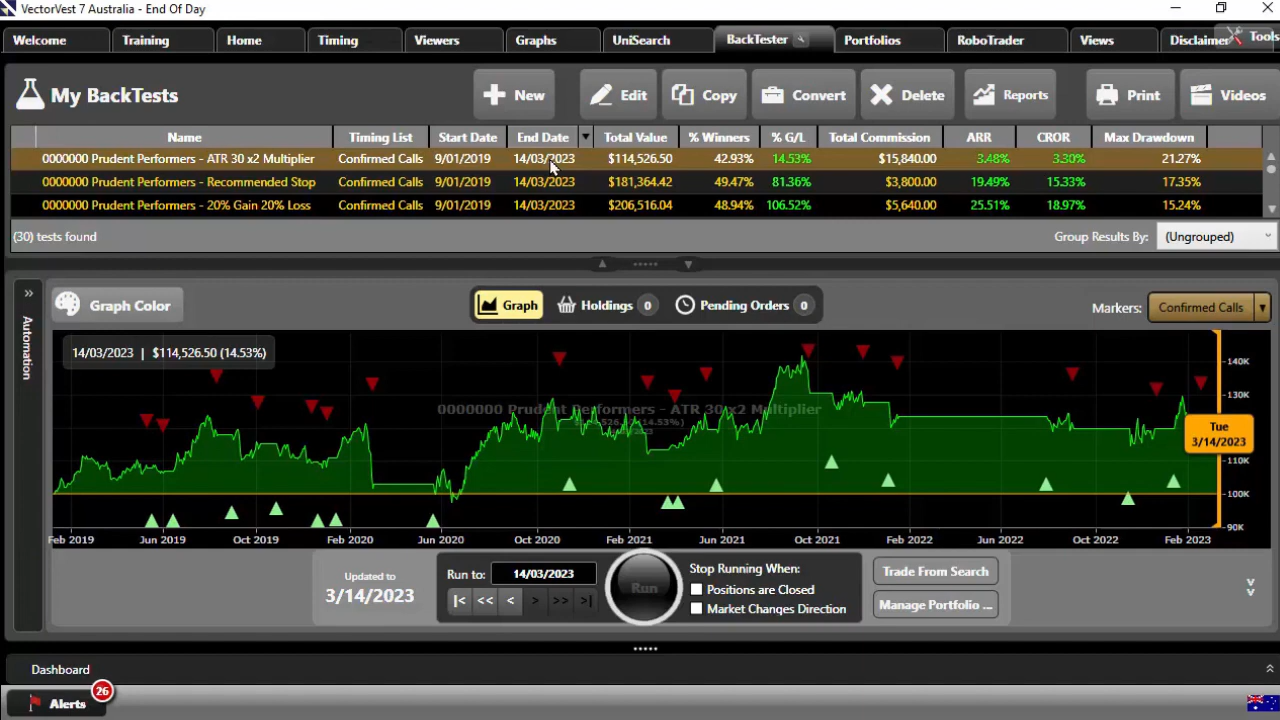 VectorVest 7 Australia - End Of Day
Welcome Training Home Timing Viewers Graphs UniSearch BackTester Portfolios RoboTrader Views Disclaimer Tools
My BackTests New Edit Copy Convert Delete Reports Print Videos
Name Timing List Start Date End Date Total Value % Winners % G/L Total Commission ARR CROR Max Drawdown
0000000 Prudent Performers - ATR 30 x2 Multiplier Confirmed Calls 9/01/2019 14/03/2023 $114,526.50 42.93% 14.53% $15,840.00 3.48% 3.30% 21.27%
0000000 Prudent Performers - Recommended Stop Confirmed Calls 9/01/2019 14/03/2023 $181,364.42 49.47% 81.36% $3,800.00 19.49% 15.33% 17.35%
0000000 Prudent Performers - 20% Gain 20% Loss Confirmed Calls 9/01/2019 14/03/2023 $206,516.04 48.94% 106.52% $5,640.00 25.51% 18.97% 15.24%
(30) tests found Group Results By: (Ungrouped)
Automation
Graph Color Graph Holdings 0 Pending Orders 0 Markers: Confirmed Calls
14/03/2023 | $114,526.50 (14.53%)
140K
130K
0000000 Prudent Performers - ATR 30 x2 Multiplier
Tue
3/14/2023
110K
100K
90K
Feb 2019 Jun 2019 Oct 2019 Feb 2020 Jun 2020 Oct 2020 Feb 2021 Jun 2021 Oct 2021 Feb 2022 Jun 2022 Oct 2022 Feb 2023
Updated to
3/14/2023
Run to: 14/03/2023
|< << < > >> >|
Run
Stop Running When:
Positions are Closed
Market Changes Direction
Trade From Search
Manage Portfolio ...
Dashboard
Alerts 26